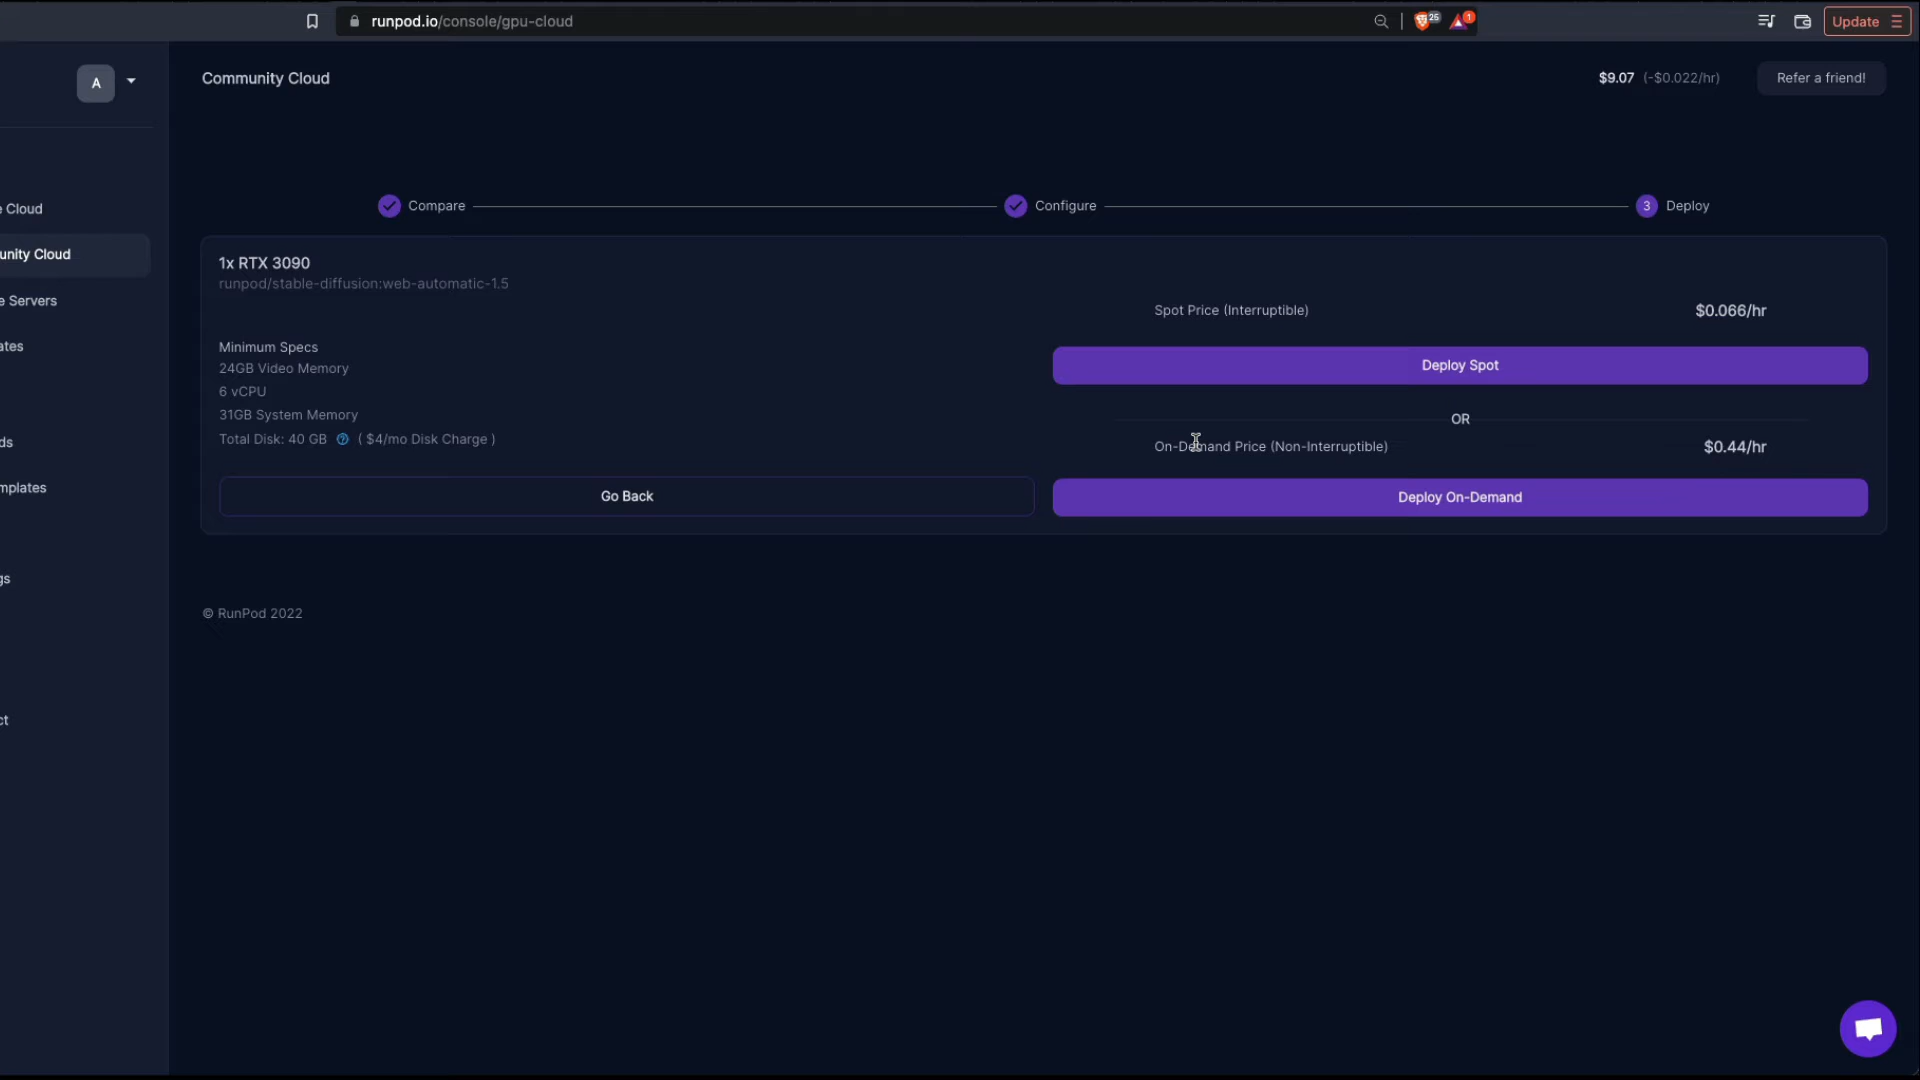 runpod.io/console/gpu-cloud
25
1
Update
A
Community Cloud
$9.07 (-$0.022/hr)
Refer a friend!
Compare
Configure
3 Deploy
e Cloud
unity Cloud
e Servers
ates
ds
mplates
gs
ct
1x RTX 3090
runpod/stable-diffusion:web-automatic-1.5
Minimum Specs
24GB Video Memory
6 vCPU
31GB System Memory
Total Disk: 40 GB ? ( $4/mo Disk Charge )
Go Back
Spot Price (Interruptible) $0.066/hr
Deploy Spot
OR
On-Demand Price (Non-Interruptible) $0.44/hr
Deploy On-Demand
© RunPod 2022